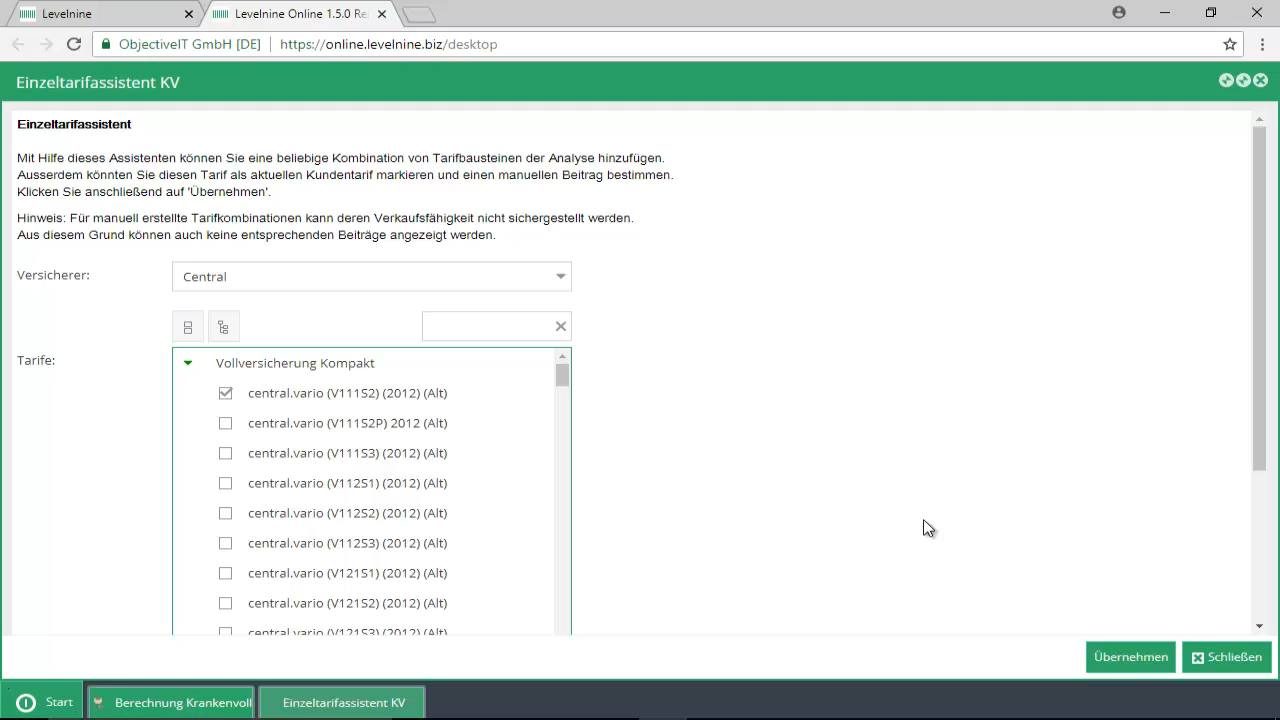 Levelnine
Levelnine Online 1.5.0 Re
ObjectiveIT GmbH [DE]
https://online.levelnine.biz/desktop
Einzeltarifassistent KV
Einzeltarifassistent
Mit Hilfe dieses Assistenten können Sie eine beliebige Kombination von Tarifbausteinen der Analyse hinzufügen.
Ausserdem könnten Sie diesen Tarif als aktuellen Kundentarif markieren und einen manuellen Beitrag bestimmen.
Klicken Sie anschließend auf 'Übernehmen'.
Hinweis: Für manuell erstellte Tarifkombinationen kann deren Verkaufsfähigkeit nicht sichergestellt werden.
Aus diesem Grund können auch keine entsprechenden Beiträge angezeigt werden.
Versicherer:
Central
Tarife:
Vollversicherung Kompakt
central.vario (V111S2) (2012) (Alt)
central.vario (V111S2P) 2012 (Alt)
central.vario (V111S3) (2012) (Alt)
central.vario (V112S1) (2012) (Alt)
central.vario (V112S2) (2012) (Alt)
central.vario (V112S3) (2012) (Alt)
central.vario (V121S1) (2012) (Alt)
central.vario (V121S2) (2012) (Alt)
central.vario (V121S3) (2012) (Alt)
Übernehmen
Schließen
Start
Berechnung Krankenvoll
Einzeltarifassistent KV